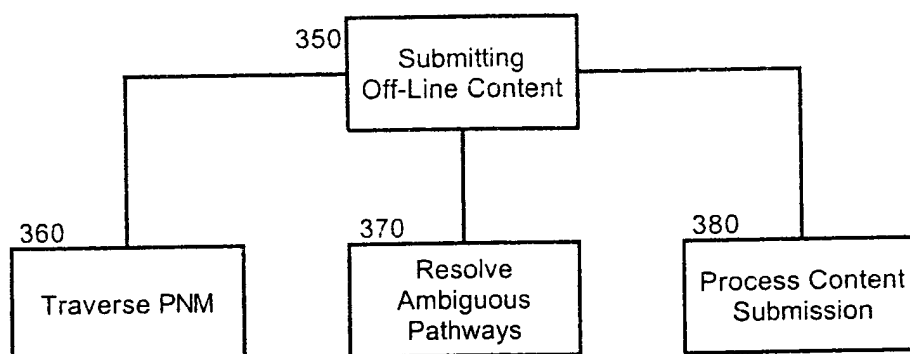 350
Submitting
Off-Line Content
360
Traverse PNM
370
Resolve
Ambiguous
Pathways
380
Process Content
Submission